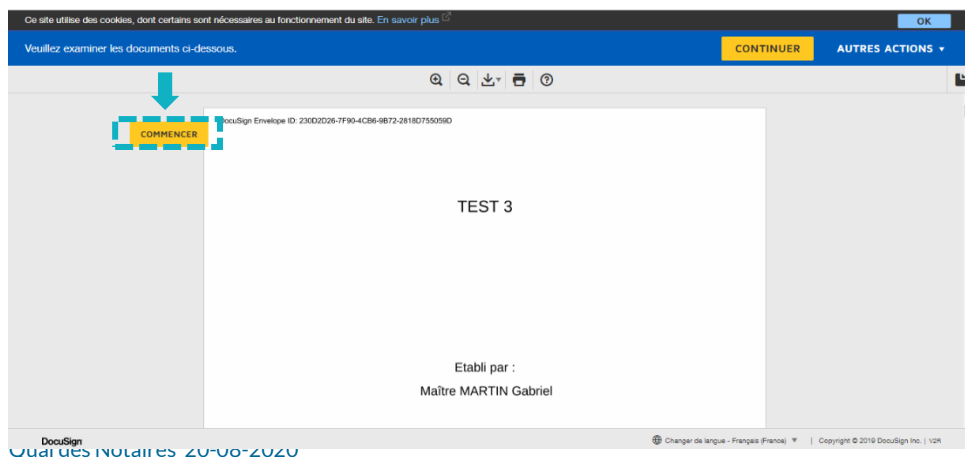 Ce site utilise des cookies, dont certains sont nécessaires au fonctionnement du site. En savoir plus
OK
Veuillez examiner les documents ci-dessous.
CONTINUER
AUTRES ACTIONS
COMMENCER
DocuSign Envelope ID: 230D2D26-7F90-4CB6-9B72-2818D755059D
TEST 3
Etabli par :
Maître MARTIN Gabriel
DocuSign
Changer de langue - Français (France) | Copyright © 2019 DocuSign Inc. | V2R
Quai des Notaires 20-08-2020